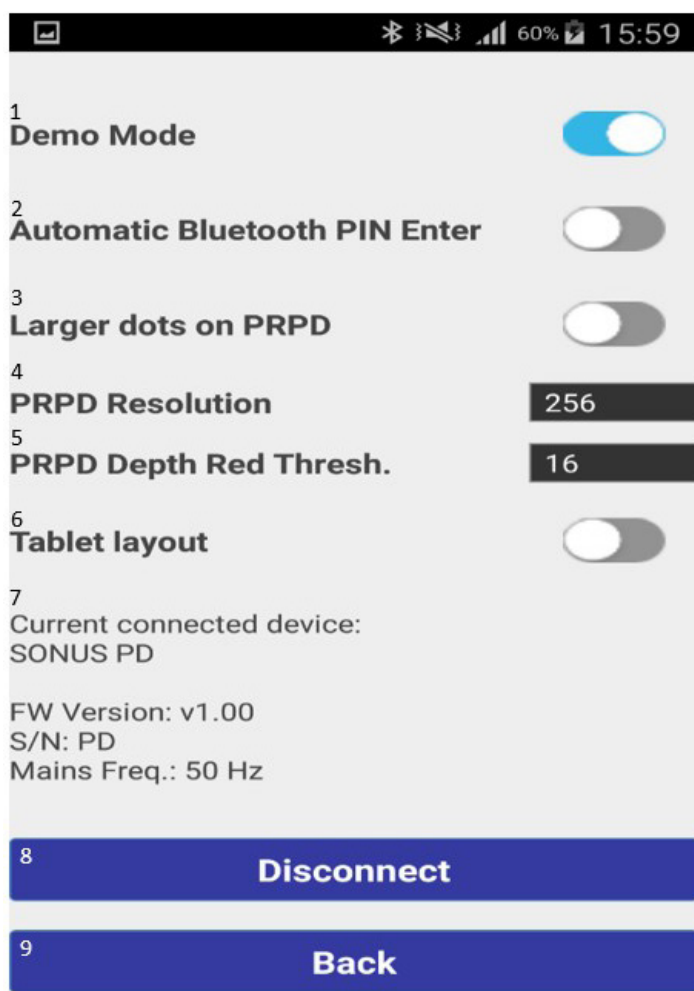 60% 15:59
1
Demo Mode
2
Automatic Bluetooth PIN Enter
3
Larger dots on PRPD
4
PRPD Resolution 256
5
PRPD Depth Red Thresh. 16
6
Tablet layout
7
Current connected device:
SONUS PD
FW Version: v1.00
S/N: PD
Mains Freq.: 50 Hz
8
Disconnect
9
Back